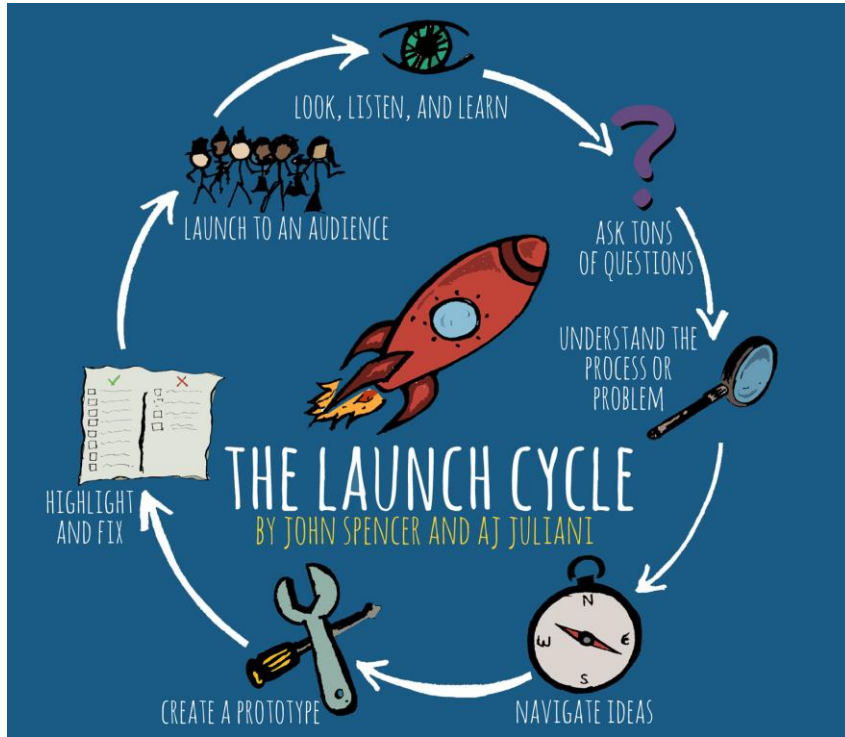 LOOK, LISTEN, AND LEARN
ASK TONS
OF QUESTIONS
UNDERSTAND THE
PROCESS OR
PROBLEM
NAVIGATE IDEAS
N
S
CREATE A PROTOTYPE
HIGHLIGHT
AND FIX
LAUNCH TO AN AUDIENCE
THE LAUNCH CYCLE
BY JOHN SPENCER AND AJ JULIANI